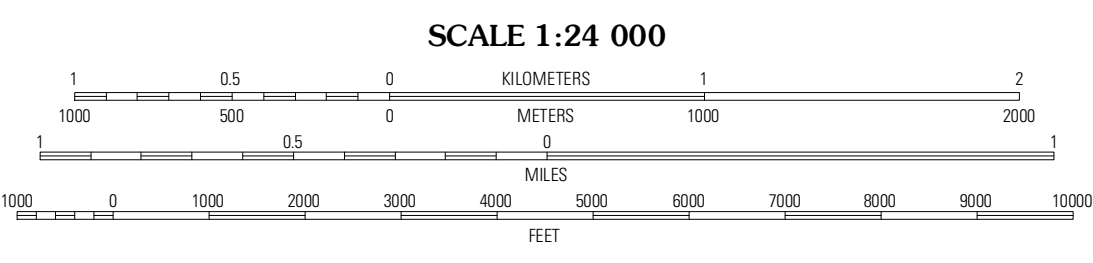 SCALE 1:24 000
1 0.5 0 KILOMETERS 1 2
1000 500 0 METERS 1000 2000
1 0.5 0 1
MILES
1000 0 1000 2000 3000 4000 5000 6000 7000 8000 9000 10000
FEET